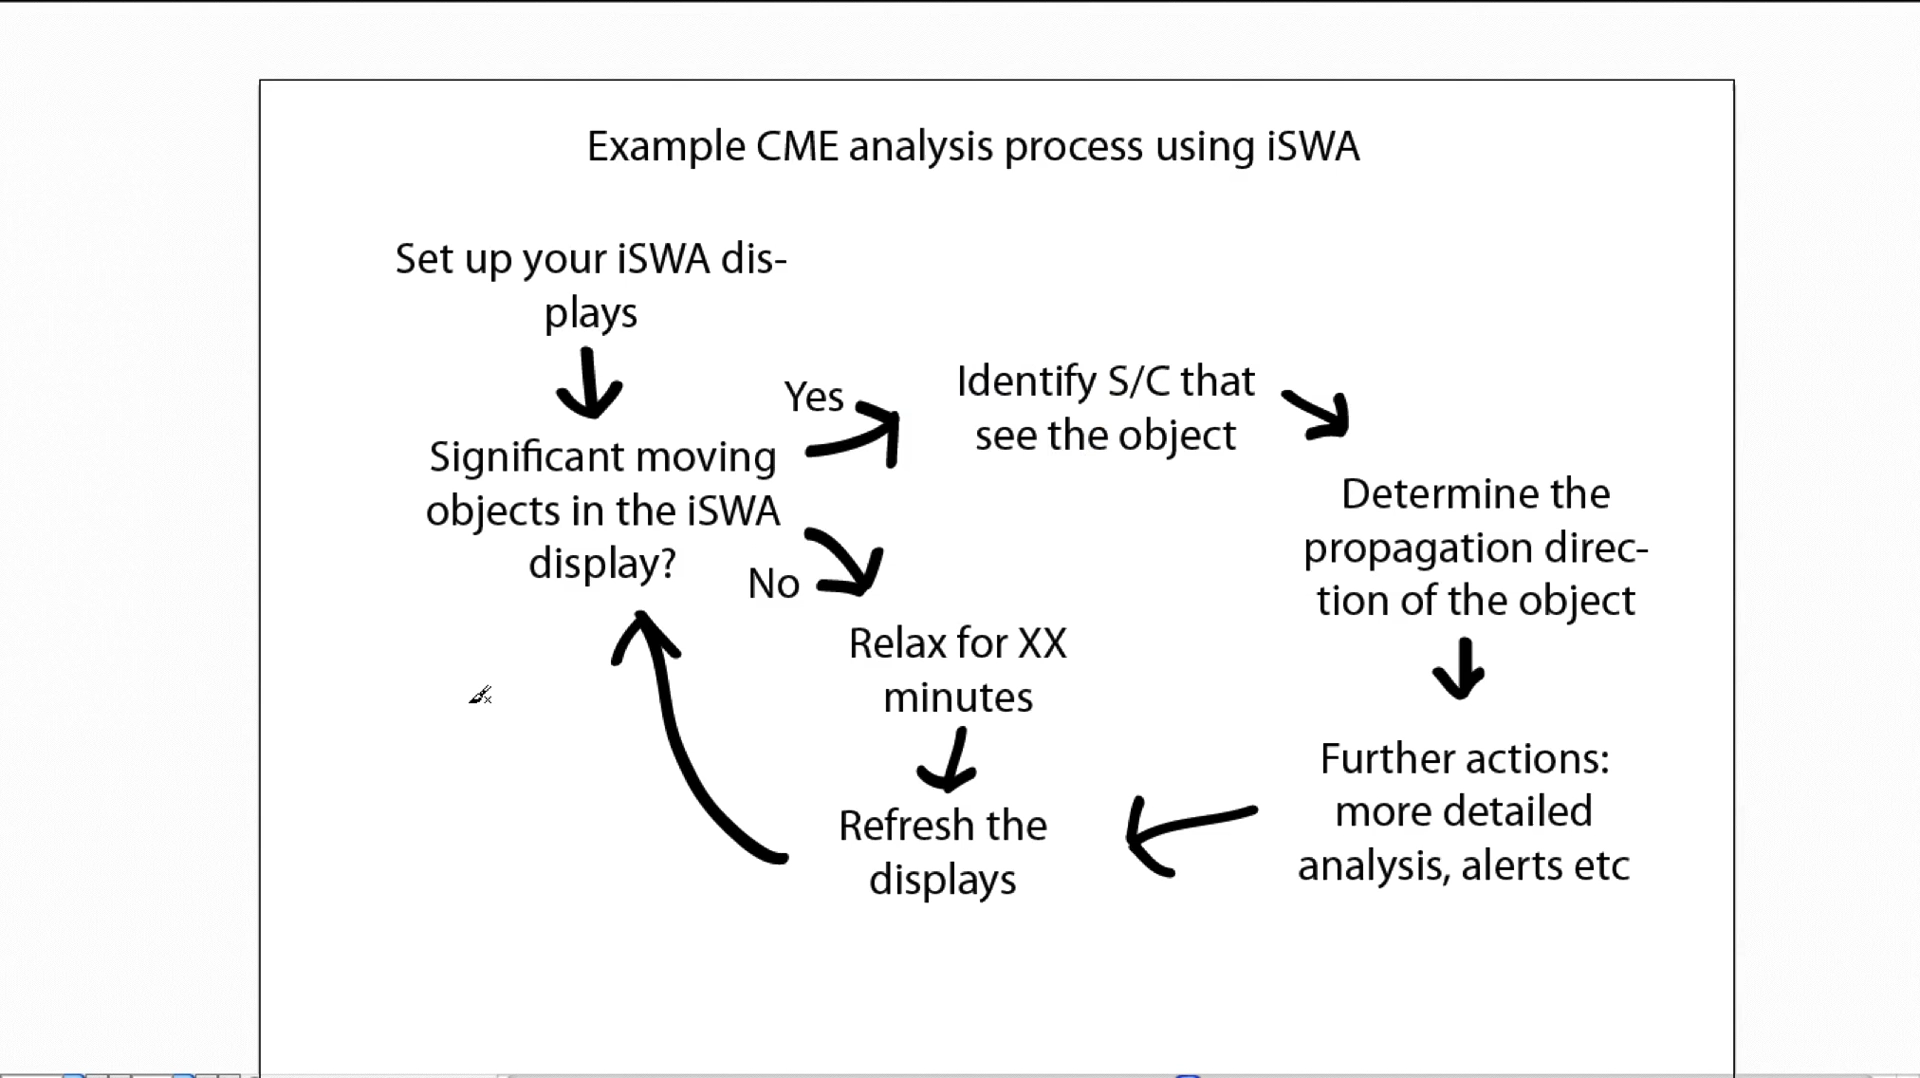 Example CME analysis process using iSWA
Set up your iSWA dis-
plays
Significant moving
objects in the iSWA
display?
Yes
Identify S/C that
see the object
Determine the
propagation direc-
tion of the object
Further actions:
more detailed
analysis, alerts etc
No
Relax for XX
minutes
Refresh the
displays